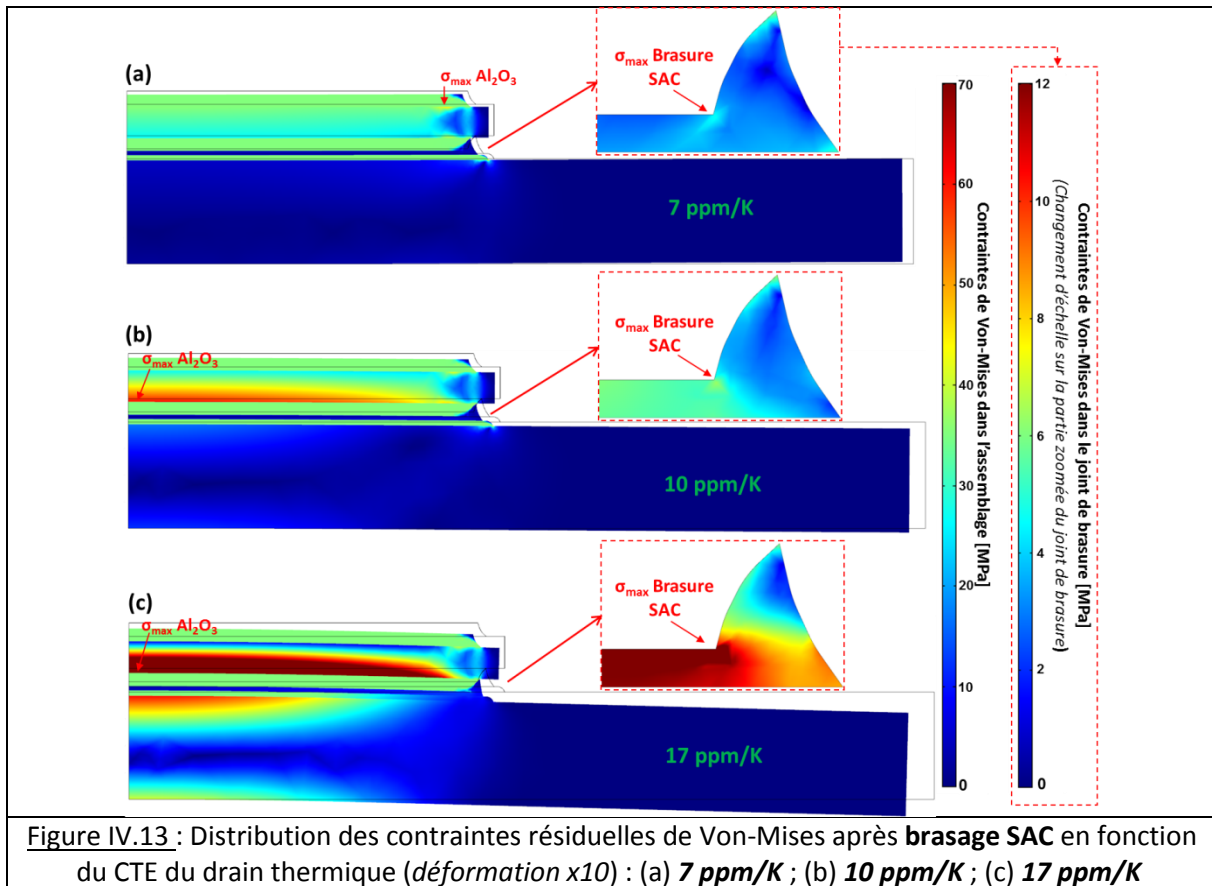 (a)
σmax Al2O3
σmax Brasure
SAC
7 ppm/K
(b)
σmax Al2O3
σmax Brasure
SAC
10 ppm/K
(c)
σmax Al2O3
σmax Brasure
SAC
17 ppm/K
70
60
50
40
30
20
10
0
Contraintes de Von-Mises dans l'assemblage [MPa]
12
10
8
6
4
2
0
Contraintes de Von-Mises dans le joint de brasure [MPa]
(Changement d'échelle sur la partie zoomée du joint de brasure)
Figure IV.13 : Distribution des contraintes résiduelles de Von-Mises après brasage SAC en fonction
du CTE du drain thermique (déformation x10) : (a) 7 ppm/K ; (b) 10 ppm/K ; (c) 17 ppm/K